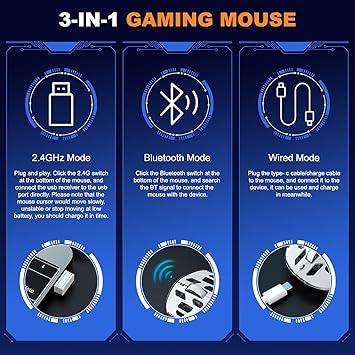 3-IN-1 GAMING MOUSE
2.4GHz Mode
Plug and play. Click the 2.4G switch
at the bottom of the mouse, and
connect the usb receiver to the usb
port directly. Please note that the
mouse cursor would move slowly,
unstable or stop moving at low
battery, you should charge it in time.
Bluetooth Mode
Click the Bluetooth switch at the
bottom of the mouse, and search
the BT signal to connect the
mouse with the device.
Wired Mode
Plug the type- c cable/charge cable
to the mouse, and connect it to the
device, it can be used and charge
in meanwhile.